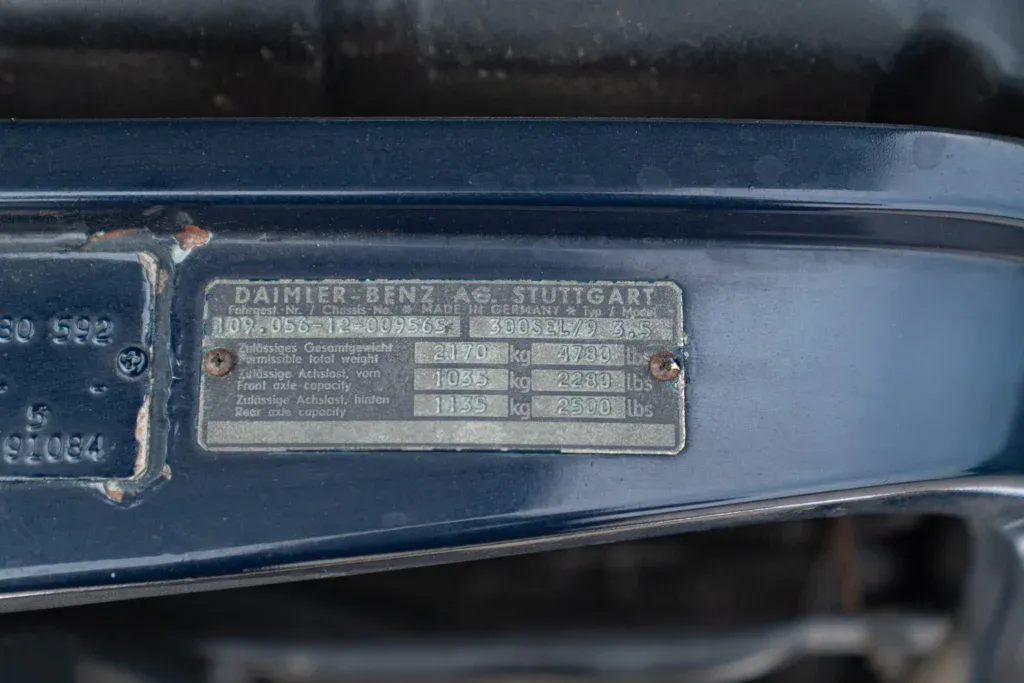 DAIMLER-BENZ AG. STUTTGART
Fahrgest.-Nr. / Chassis-No. * MADE IN GERMANY * Typ / Model
109.056-12-009565 300SEL/9 3,5
Zulässiges Gesamtgewicht
Permissible total weight 2170 kg 4780 lbs
Zulässige Achslast, vorn
Front axle capacity 1035 kg 2280 lbs
Zulässige Achslast, hinten
Rear axle capacity 1135 kg 2500 lbs
30 592
- -
5
91084